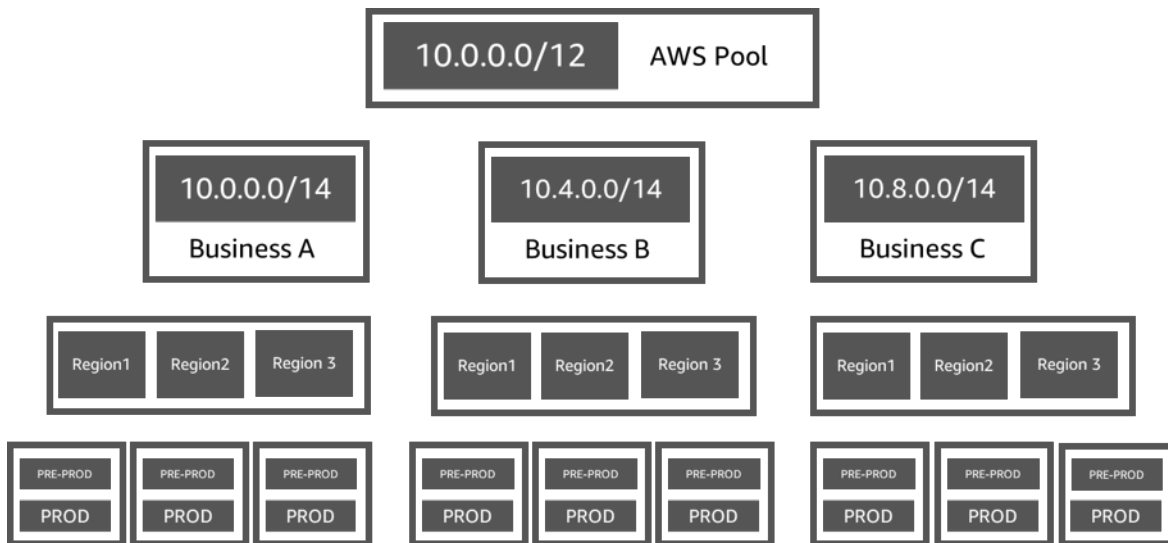 10.0.0.0/12 AWS Pool
10.0.0.0/14
Business A
10.4.0.0/14
Business B
10.8.0.0/14
Business C
Region1 Region2 Region 3
Region1 Region2 Region 3
Region1 Region2 Region 3
PRE-PROD
PROD
PRE-PROD
PROD
PRE-PROD
PROD
PRE-PROD
PROD
PRE-PROD
PROD
PRE-PROD
PROD
PRE-PROD
PROD
PRE-PROD
PROD
PRE-PROD
PROD